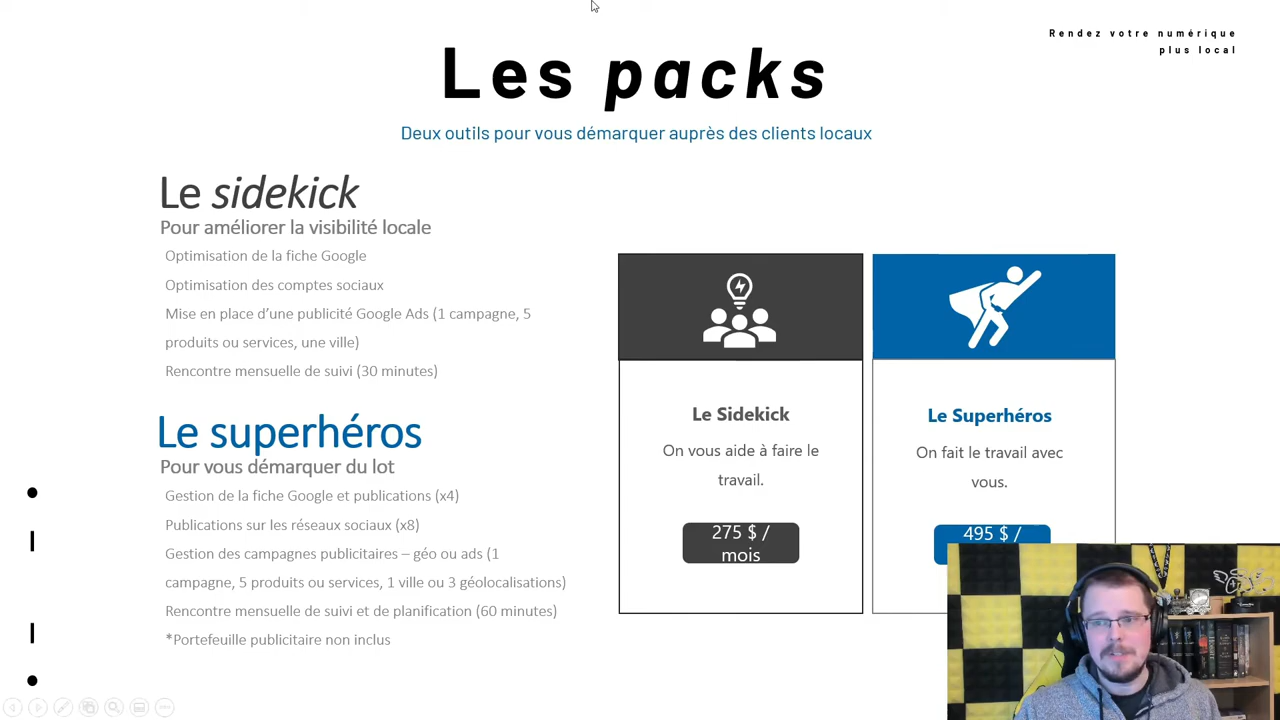 Rendez votre numérique
plus local
Les packs
Deux outils pour vous démarquer auprès des clients locaux
Le sidekick
Pour améliorer la visibilité locale
Optimisation de la fiche Google
Optimisation des comptes sociaux
Mise en place d’une publicité Google Ads (1 campagne, 5
produits ou services, une ville)
Rencontre mensuelle de suivi (30 minutes)
Le superhéros
Pour vous démarquer du lot
Gestion de la fiche Google et publications (x4)
Publications sur les réseaux sociaux (x8)
Gestion des campagnes publicitaires – géo ou ads (1
campagne, 5 produits ou services, 1 ville ou 3 géolocalisations)
Rencontre mensuelle de suivi et de planification (60 minutes)
*Portefeuille publicitaire non inclus
Le Sidekick
On vous aide à faire le
travail.
275 $ /
mois
Le Superhéros
On fait le travail avec
vous.
495 $ /